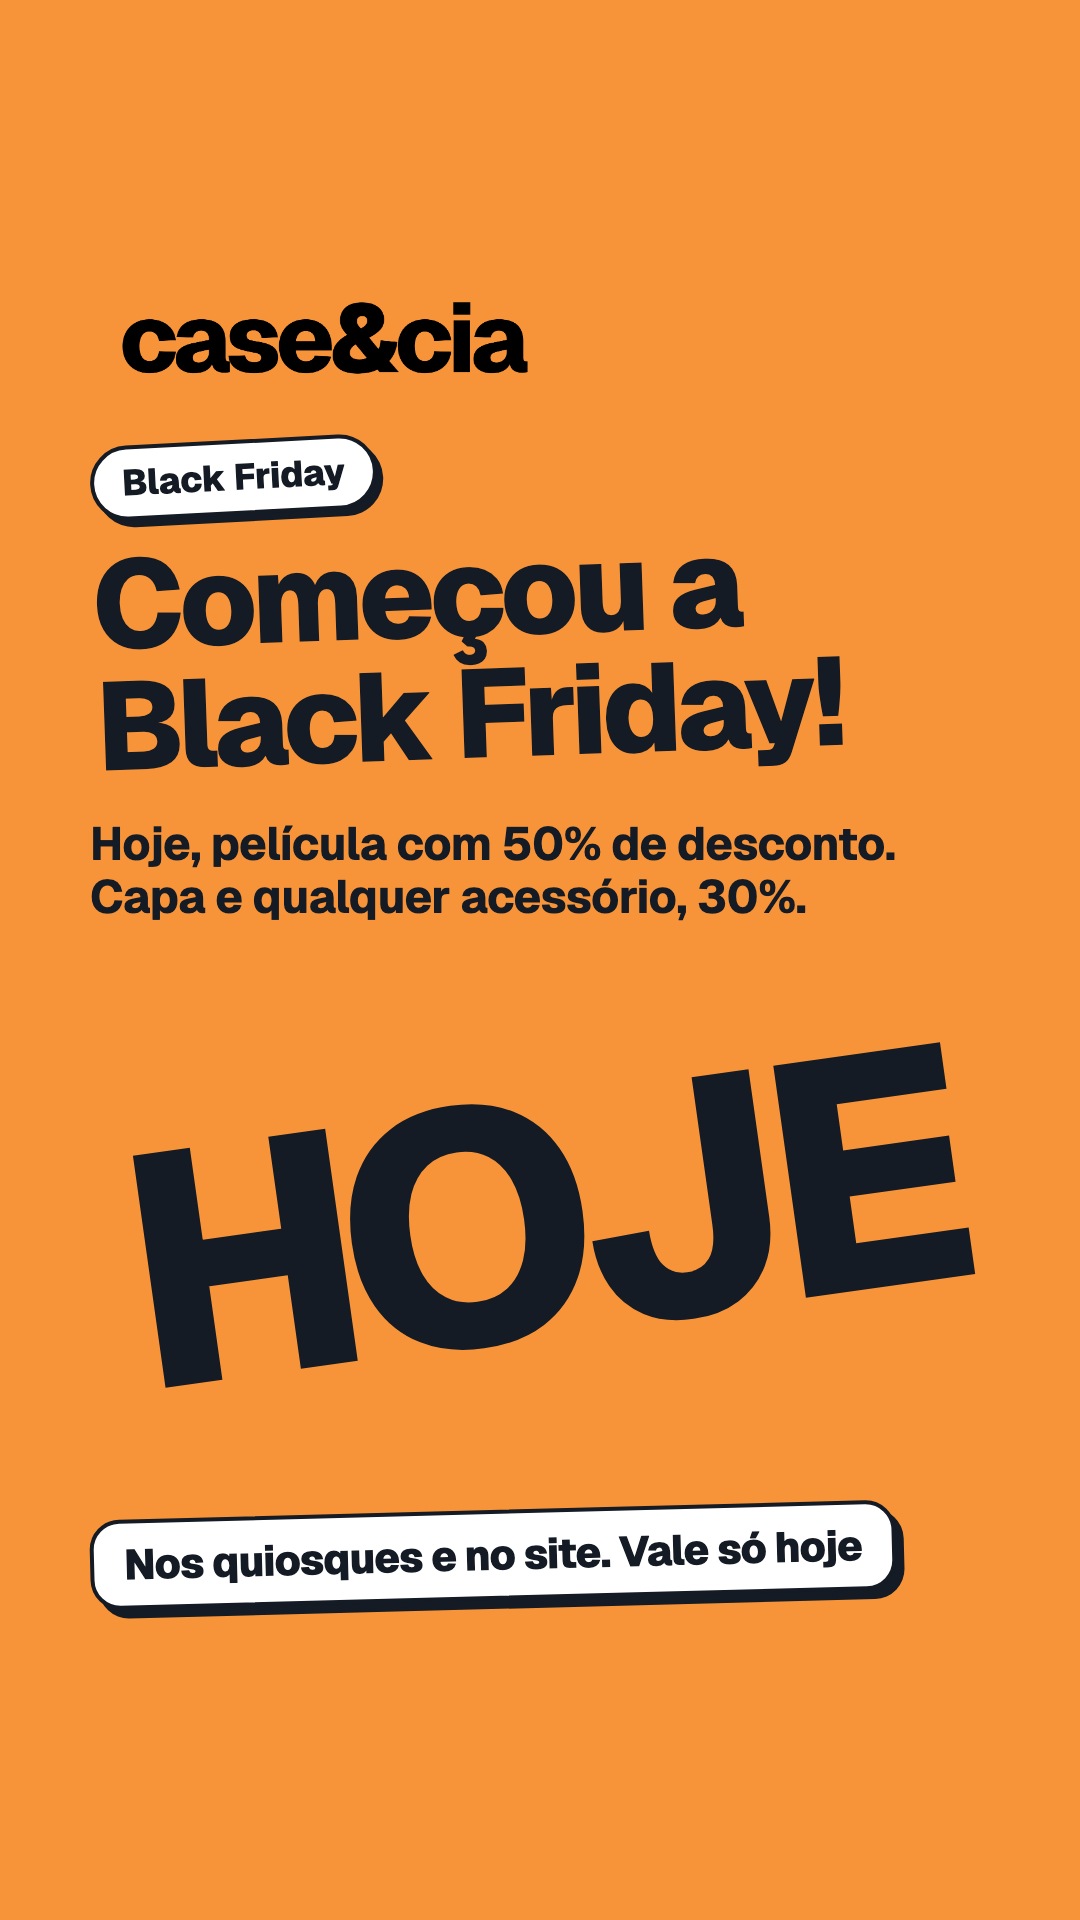 case&cia
Black Friday
Começou a
Black Friday!
Hoje, película com 50% de desconto.
Capa e qualquer acessório, 30%.
HOJE
Nos quiosques e no site. Vale só hoje